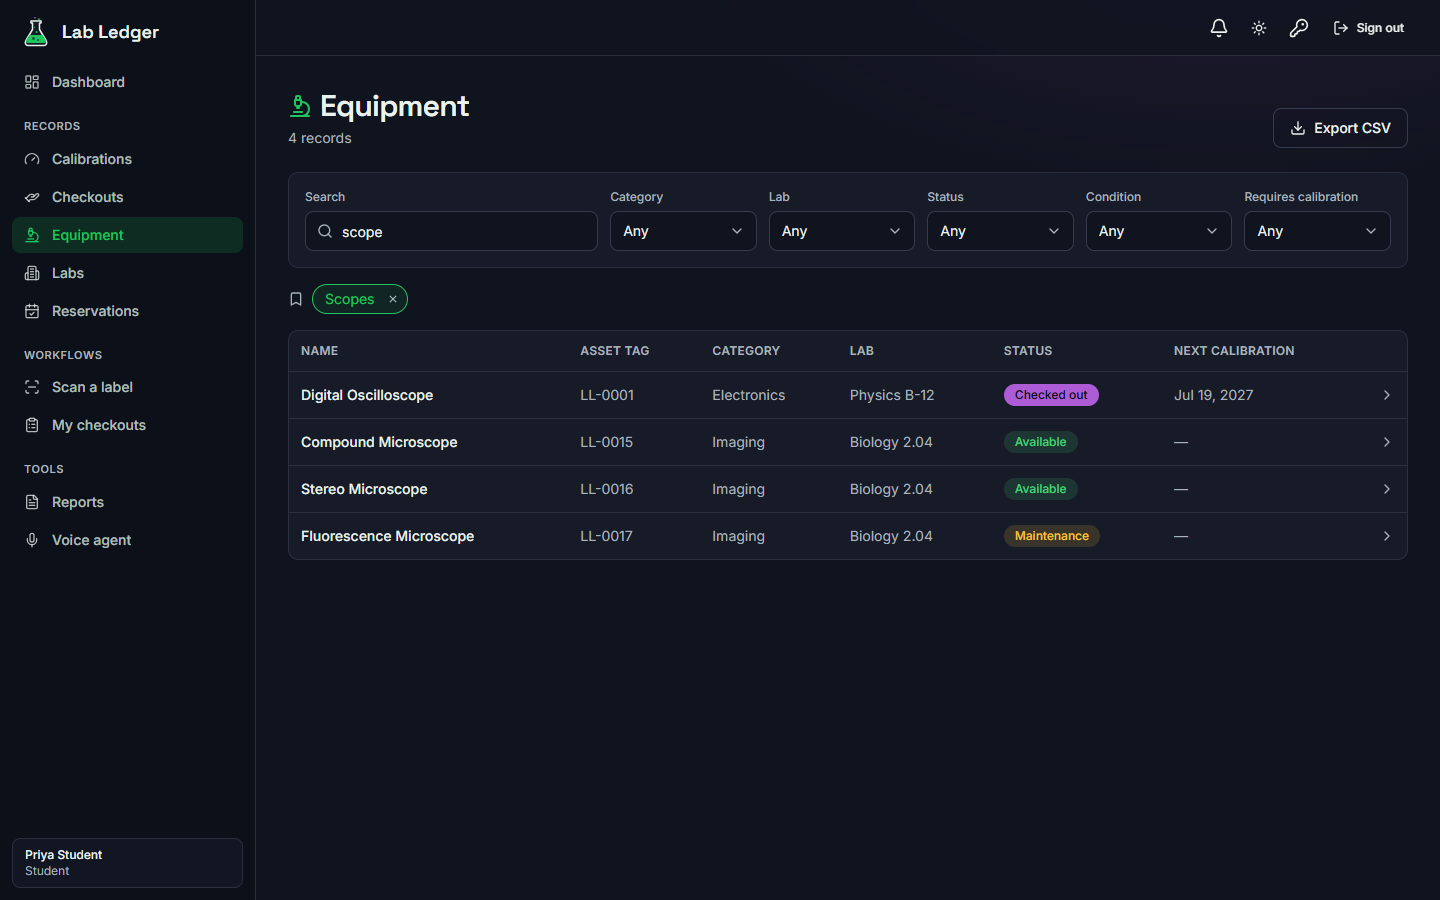 Lab Ledger
Sign out
Dashboard
RECORDS
Calibrations
Checkouts
Equipment
Labs
Reservations
WORKFLOWS
Scan a label
My checkouts
TOOLS
Reports
Voice agent
Priya Student
Student
Equipment
4 records
Export CSV
Search Category Lab Status Condition Requires calibration
scope Any Any Any Any Any
Scopes ×
NAME ASSET TAG CATEGORY LAB STATUS NEXT CALIBRATION
Digital Oscilloscope LL-0001 Electronics Physics B-12 Checked out Jul 19, 2027
Compound Microscope LL-0015 Imaging Biology 2.04 Available —
Stereo Microscope LL-0016 Imaging Biology 2.04 Available —
Fluorescence Microscope LL-0017 Imaging Biology 2.04 Maintenance —